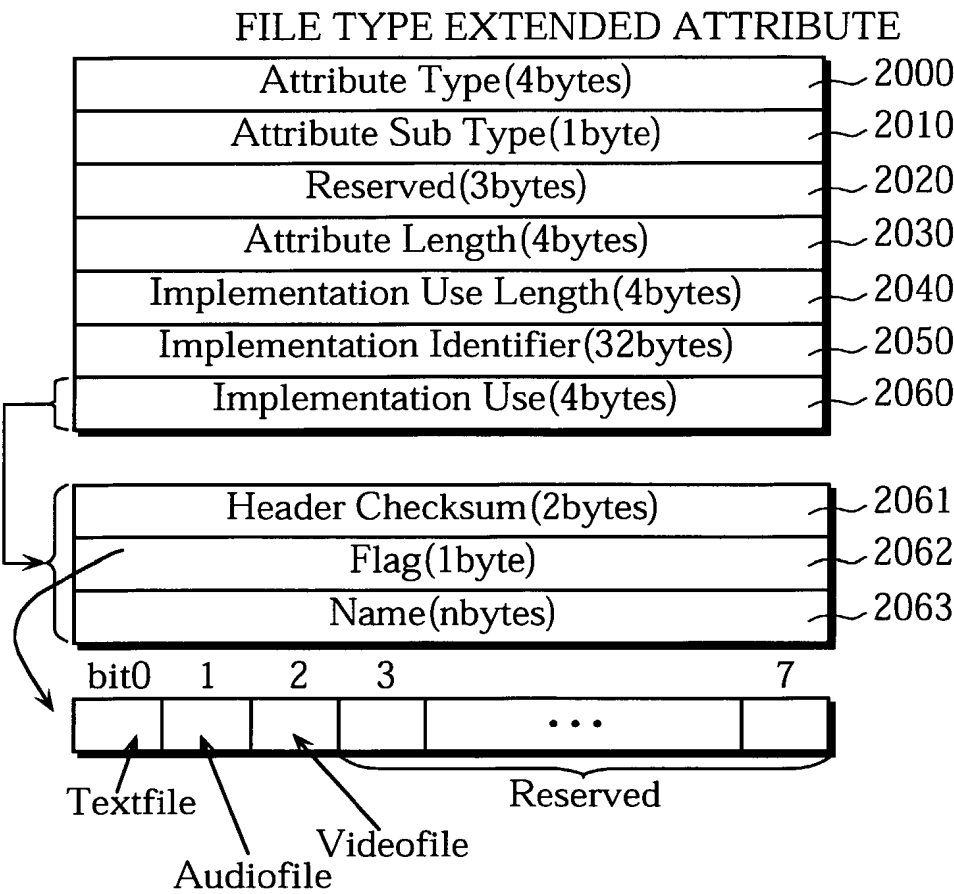 FILE TYPE EXTENDED ATTRIBUTE
Attribute Type(4bytes) 2000
Attribute Sub Type(1byte) 2010
Reserved(3bytes) 2020
Attribute Length(4bytes) 2030
Implementation Use Length(4bytes) 2040
Implementation Identifier(32bytes) 2050
Implementation Use(4bytes) 2060
Header Checksum(2bytes) 2061
Flag(1byte) 2062
Name(nbytes) 2063
bit0 1 2 3 7
...
Reserved
Textfile
Videofile
Audiofile